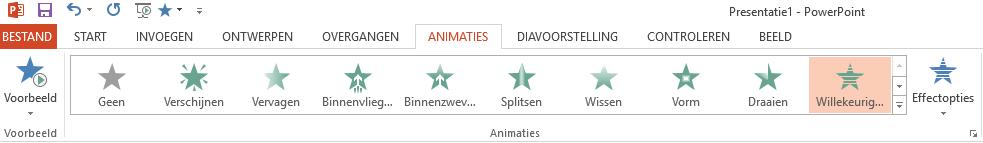 Presentatie1 - PowerPoint
BESTAND START INVOEGEN ONTWERPEN OVERGANGEN ANIMATIES DIAVOORSTELLING CONTROLEREN BEELD
Voorbeeld Geen Verschijnen Vervagen Binnenvlieg... Binnenzwev... Splitsen Wissen Vorm Draaien Willekeurig... Effectopties
Voorbeeld Animaties